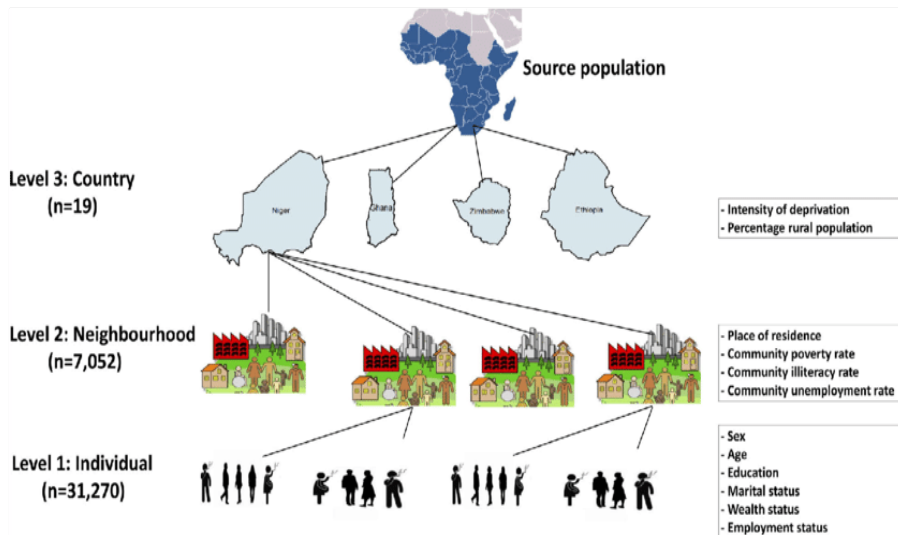 Source population
Level 3: Country
(n=19)
Niger
Ghana
Zimbabwe
Ethiopia
- Intensity of deprivation
- Percentage rural population
Level 2: Neighbourhood
(n=7,052)
- Place of residence
- Community poverty rate
- Community illiteracy rate
- Community unemployment rate
Level 1: Individual
(n=31,270)
- Sex
- Age
- Education
- Marital status
- Wealth status
- Employment status